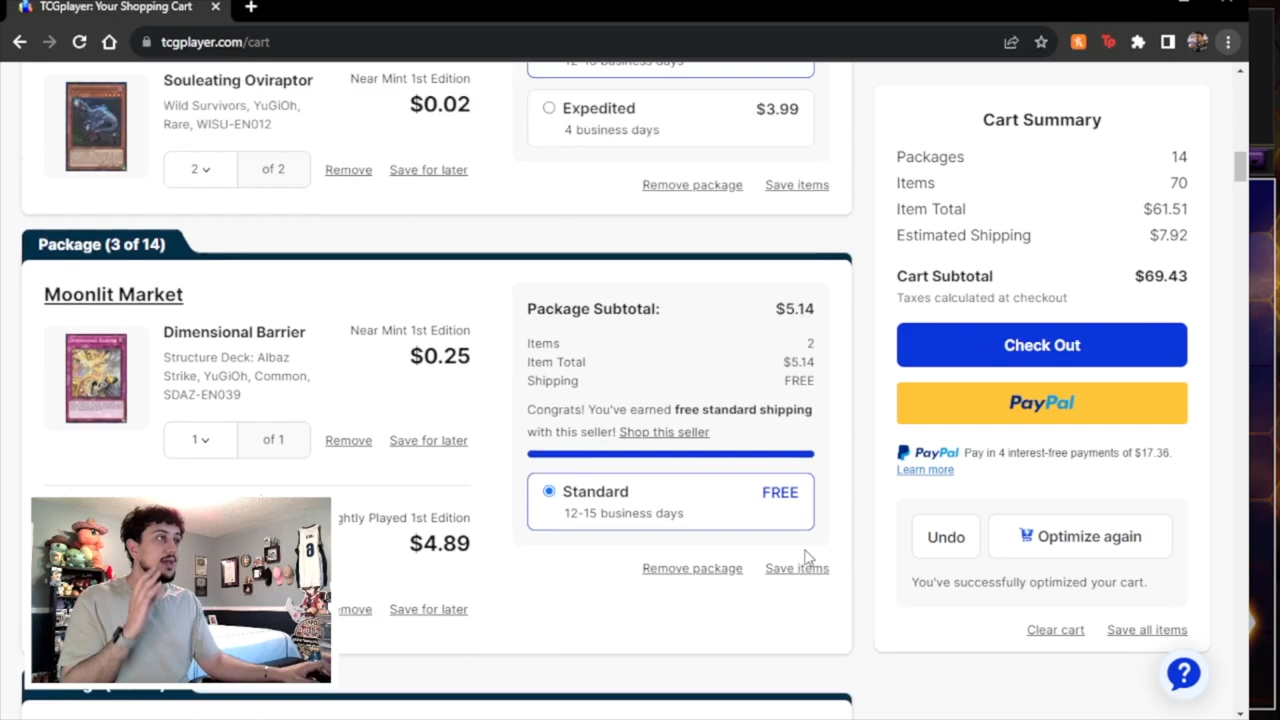 TCGplayer: Your Shopping Cart
tcgplayer.com/cart
Souleating Oviraptor
Wild Survivors, YuGiOh,
Rare, WISU-EN012
Near Mint 1st Edition
$0.02
2
of 2
Remove
Save for later
12-15 business days
Expedited
$3.99
4 business days
Remove package
Save items
Package (3 of 14)
Moonlit Market
Dimensional Barrier
Structure Deck: Albaz
Strike, YuGiOh, Common,
SDAZ-EN039
Near Mint 1st Edition
$0.25
1
of 1
Remove
Save for later
ghtly Played 1st Edition
$4.89
move
Save for later
Package Subtotal:
$5.14
Items
2
Item Total
$5.14
Shipping
FREE
Congrats! You've earned free standard shipping
with this seller! Shop this seller
Standard
FREE
12-15 business days
Remove package
Save items
Cart Summary
Packages
14
Items
70
Item Total
$61.51
Estimated Shipping
$7.92
Cart Subtotal
$69.43
Taxes calculated at checkout
Check Out
PayPal
PayPal Pay in 4 interest-free payments of $17.36.
Learn more
Undo
Optimize again
You've successfully optimized your cart.
Clear cart
Save all items